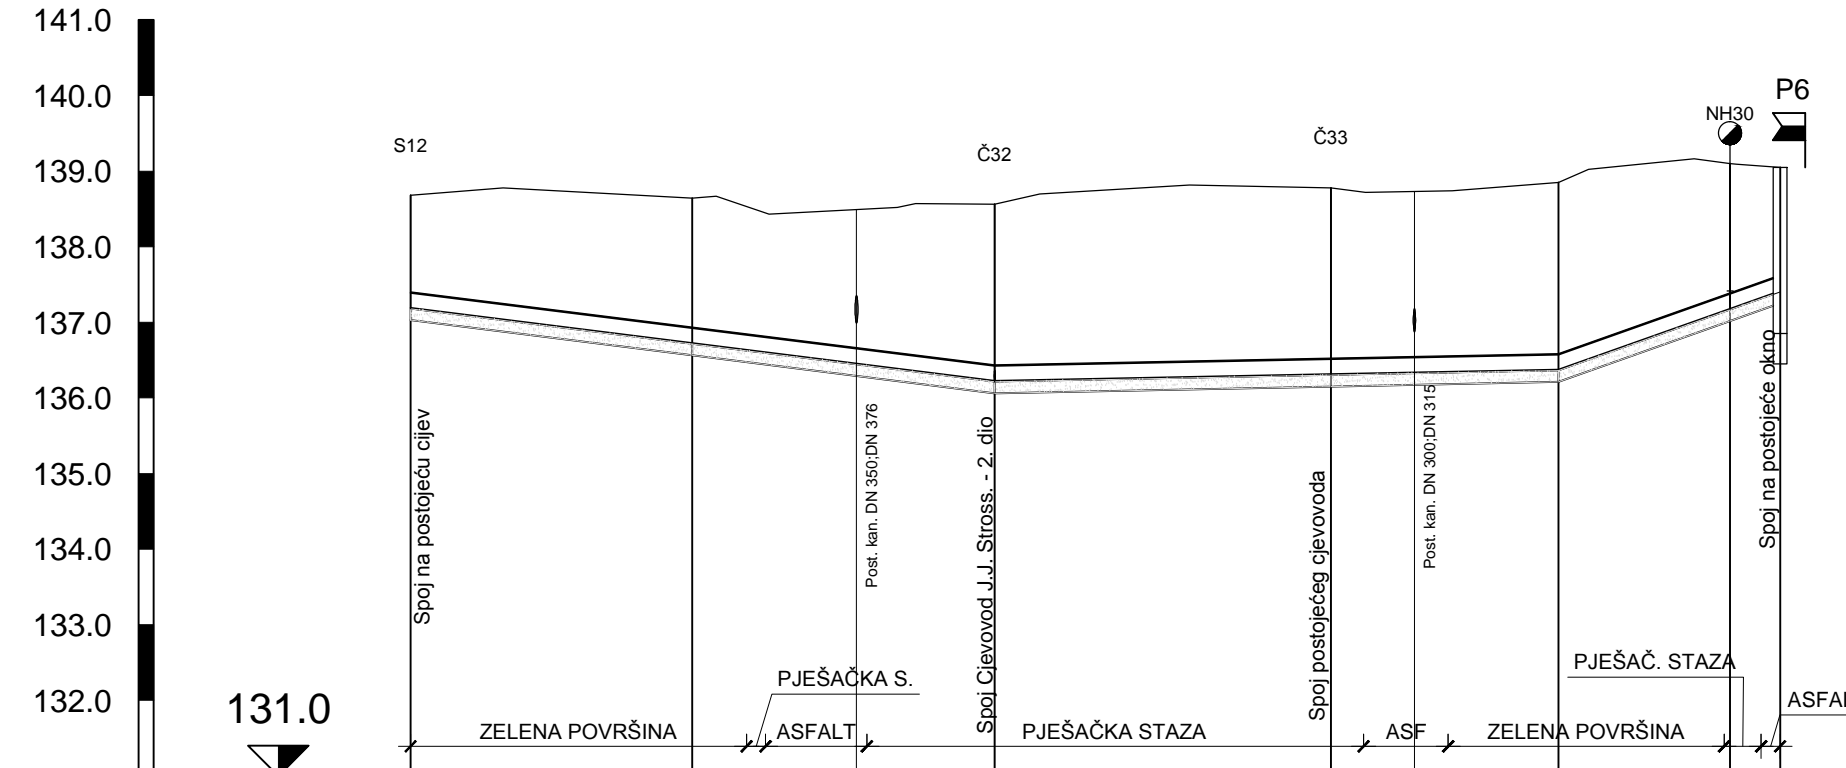 141.0
140.0
139.0
138.0
137.0
136.0
135.0
134.0
133.0
132.0
131.0
S12
Č32
Č33
NH30
P6
Spoj na postojeću cijev
Post. kan. DN 350;DN 376
Spoj Cjevovod J.J. Stross. - 2. dio
Spoj postojećeg cjevovoda
Post. kan. DN 300;DN 315
Spoj na postojeće okno
PJEŠAČKA S.
PJEŠAČ. STAZA
ZELENA POVRŠINA
ASFALT
PJEŠAČKA STAZA
ASF
ZELENA POVRŠINA